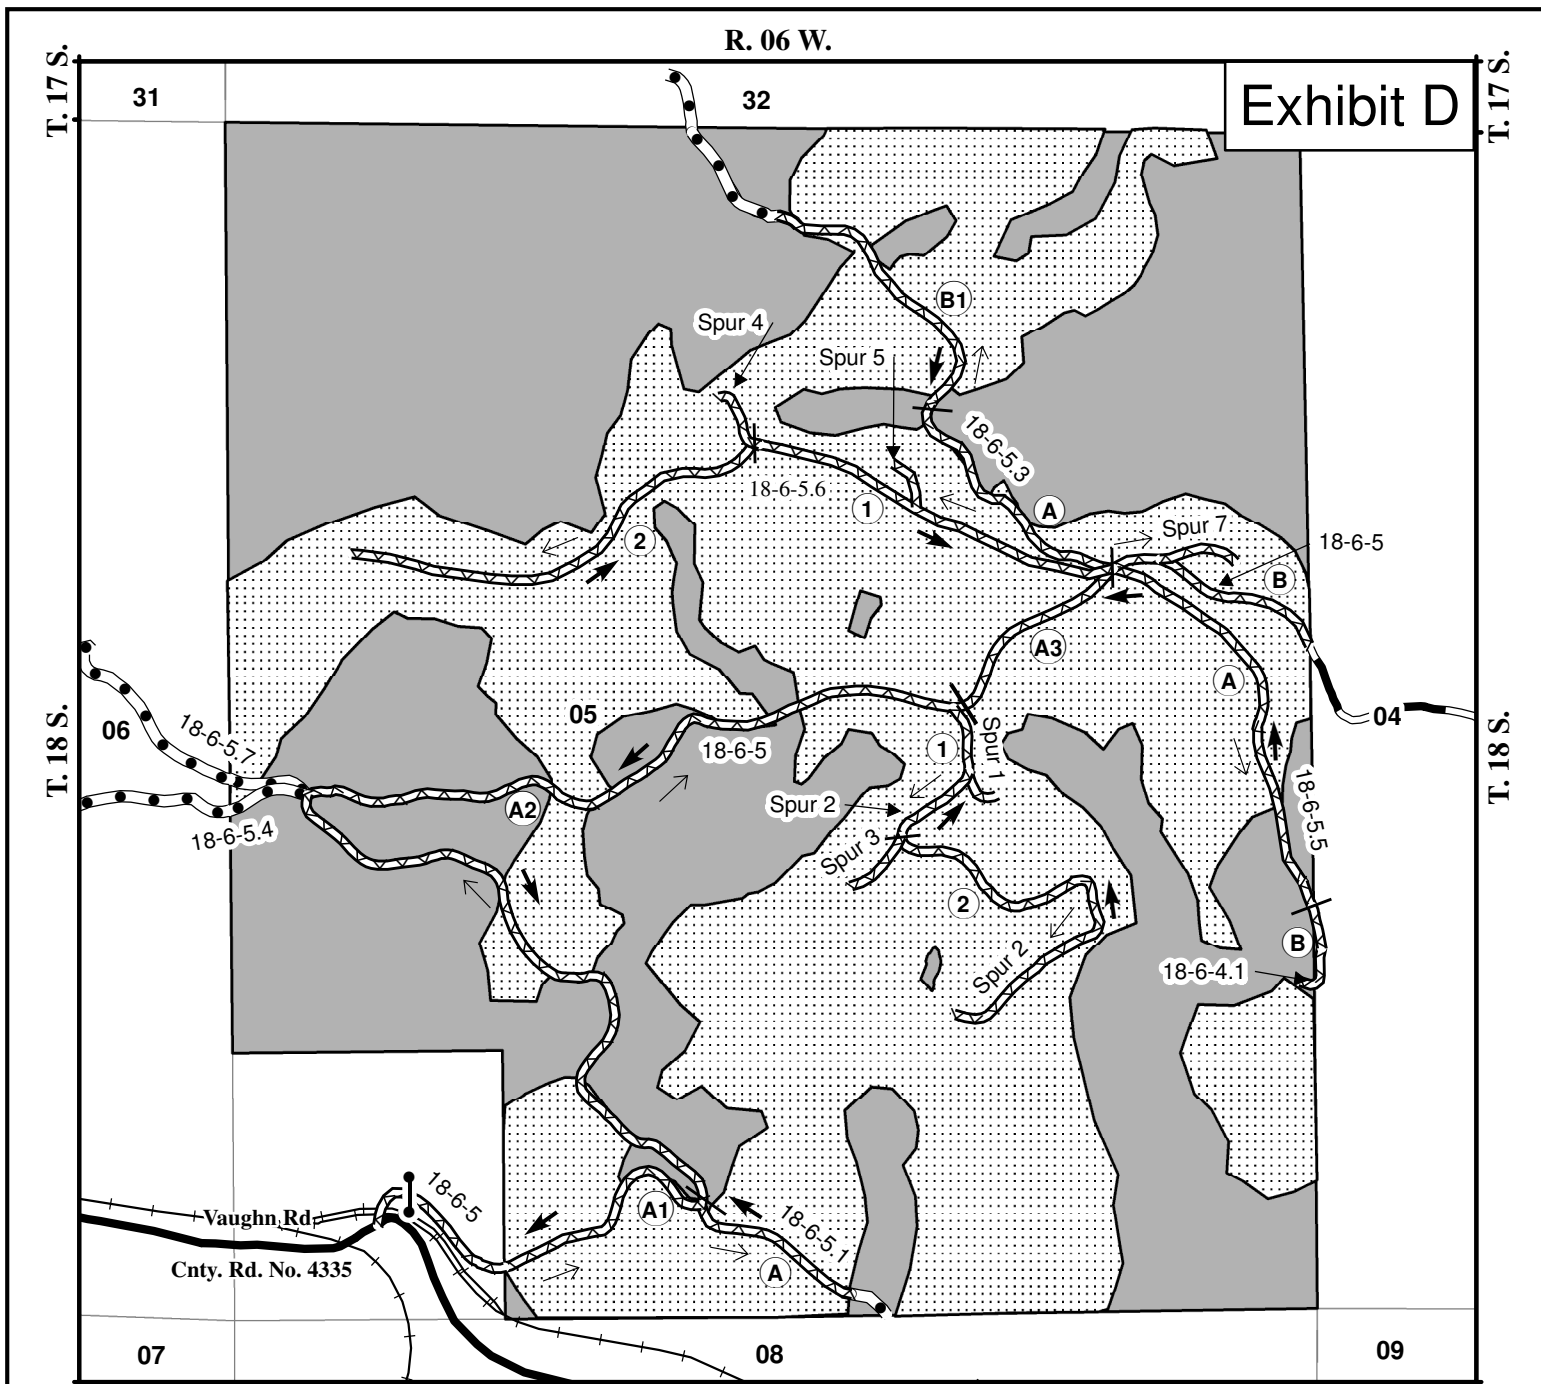 R. 06 W.
T. 17 S.
T. 17 S.
31
32
Exhibit D
B1
Spur 4
Spur 5
18-6-5.3
18-6-5.6
1
A
Spur 7
18-6-5
2
B
A3
A
T. 18 S.
06
18-6-5.7
05
18-6-5
04
T. 18 S.
1
Spur 1
A2
Spur 2
18-6-5.4
Spur 3
18-6-5.5
2
B
Spur 2
18-6-4.1
18-6-5
Vaughn Rd.
A1
18-6-5.1
Cnty. Rd. No. 4335
A
07
08
09